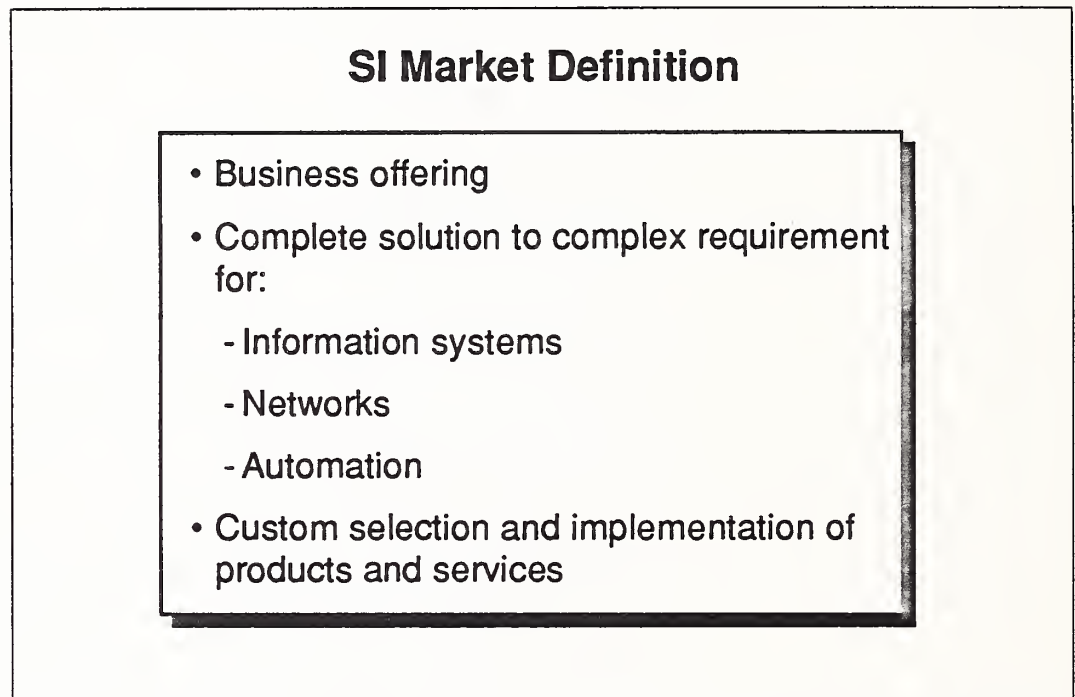 SI Market Definition
• Business offering
• Complete solution to complex requirement
for:
- Information systems
- Networks
- Automation
• Custom selection and implementation of
products and services